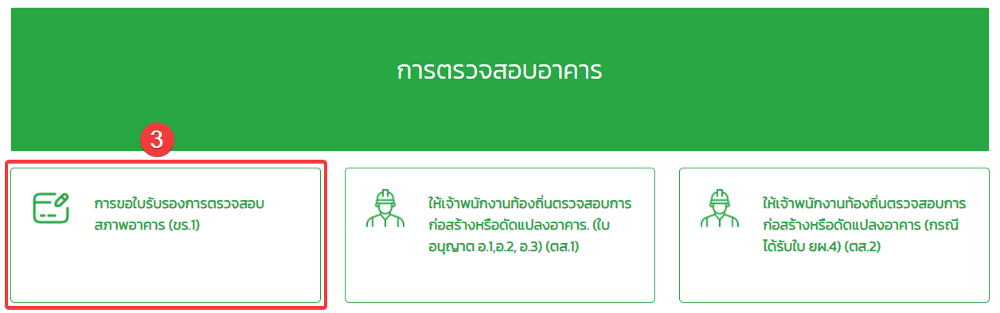 การตรวจสอบอาคาร
3
การขอใบรับรองการตรวจสอบ
สภาพอาคาร (ขร.1)
ให้เจ้าพนักงานท้องถิ่นตรวจสอบการ
ก่อสร้างหรือดัดแปลงอาคาร. (ใบ
อนุญาต อ.1,อ.2, อ.3) (ตส.1)
ให้เจ้าพนักงานท้องถิ่นตรวจสอบการ
ก่อสร้างหรือดัดแปลงอาคาร (กรณี
ได้รับใบ ยผ.4) (ตส.2)